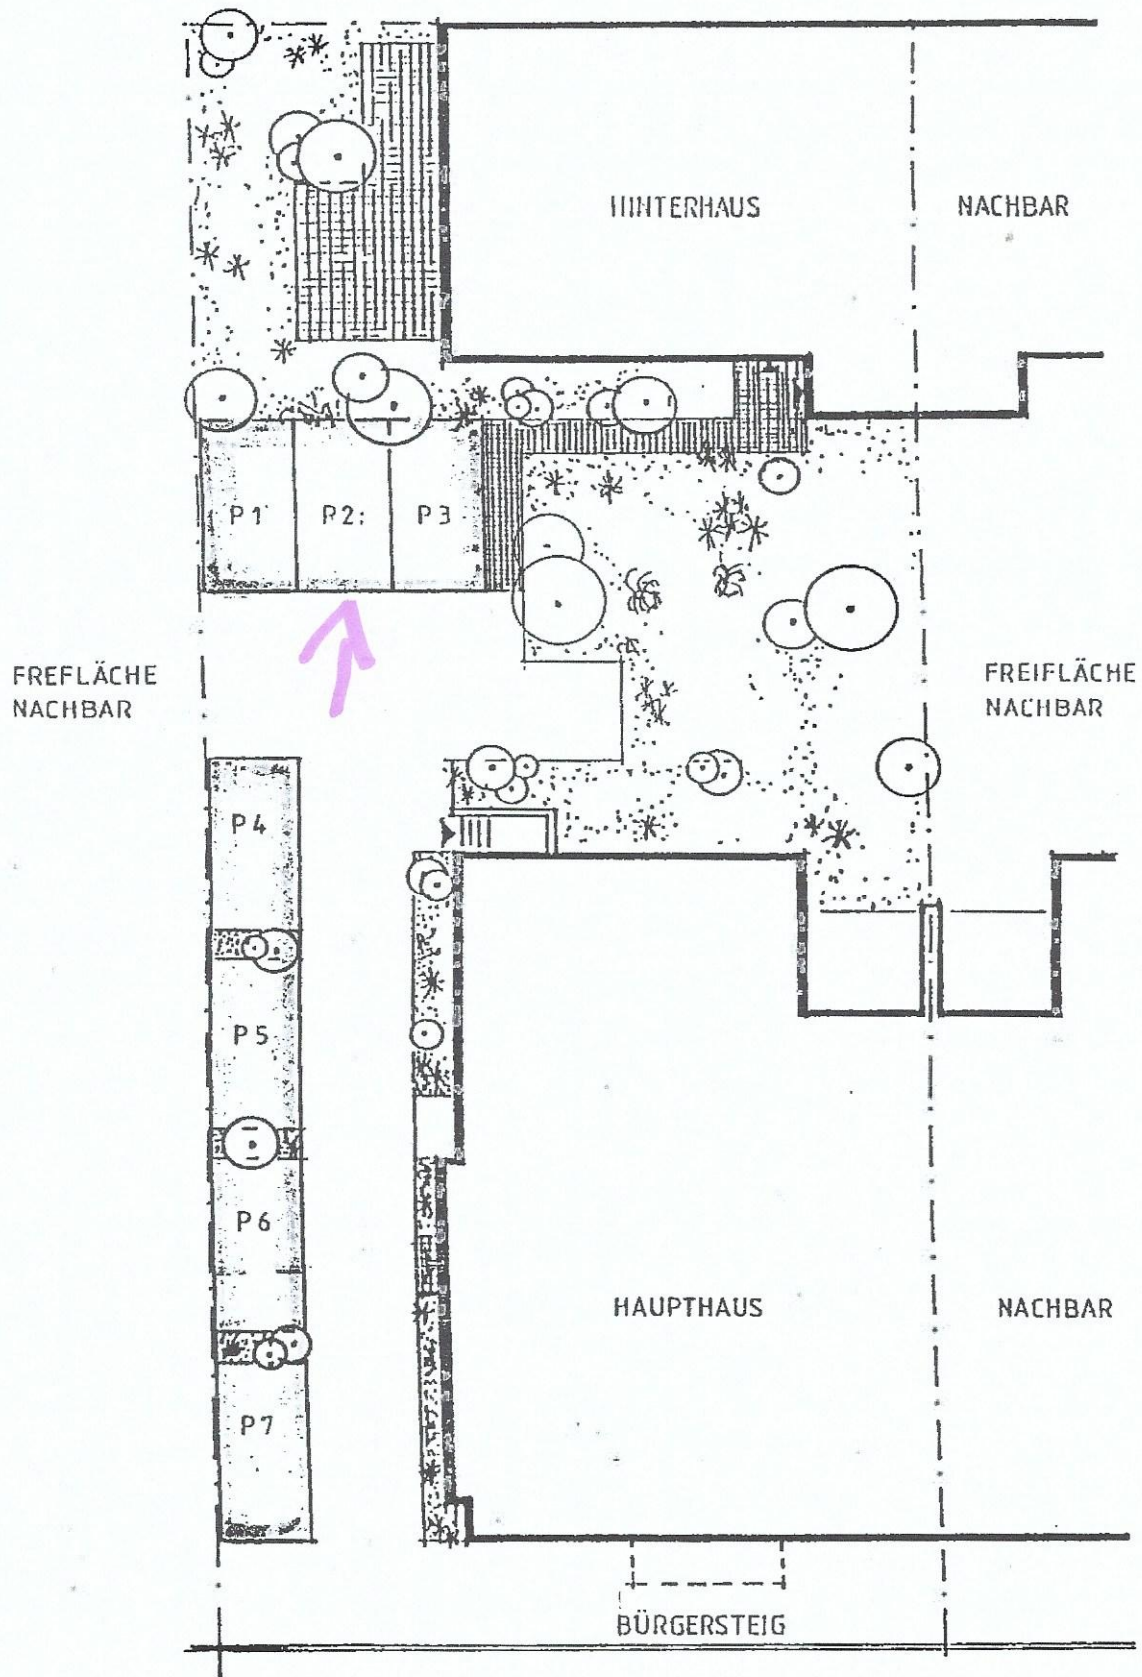 HINTERHAUS
NACHBAR
P1
P2
P3
FREFLÄCHE
NACHBAR
FREIFLÄCHE
NACHBAR
P4
P5
P6
HAUPTHAUS
NACHBAR
P7
BÜRGERSTEIG